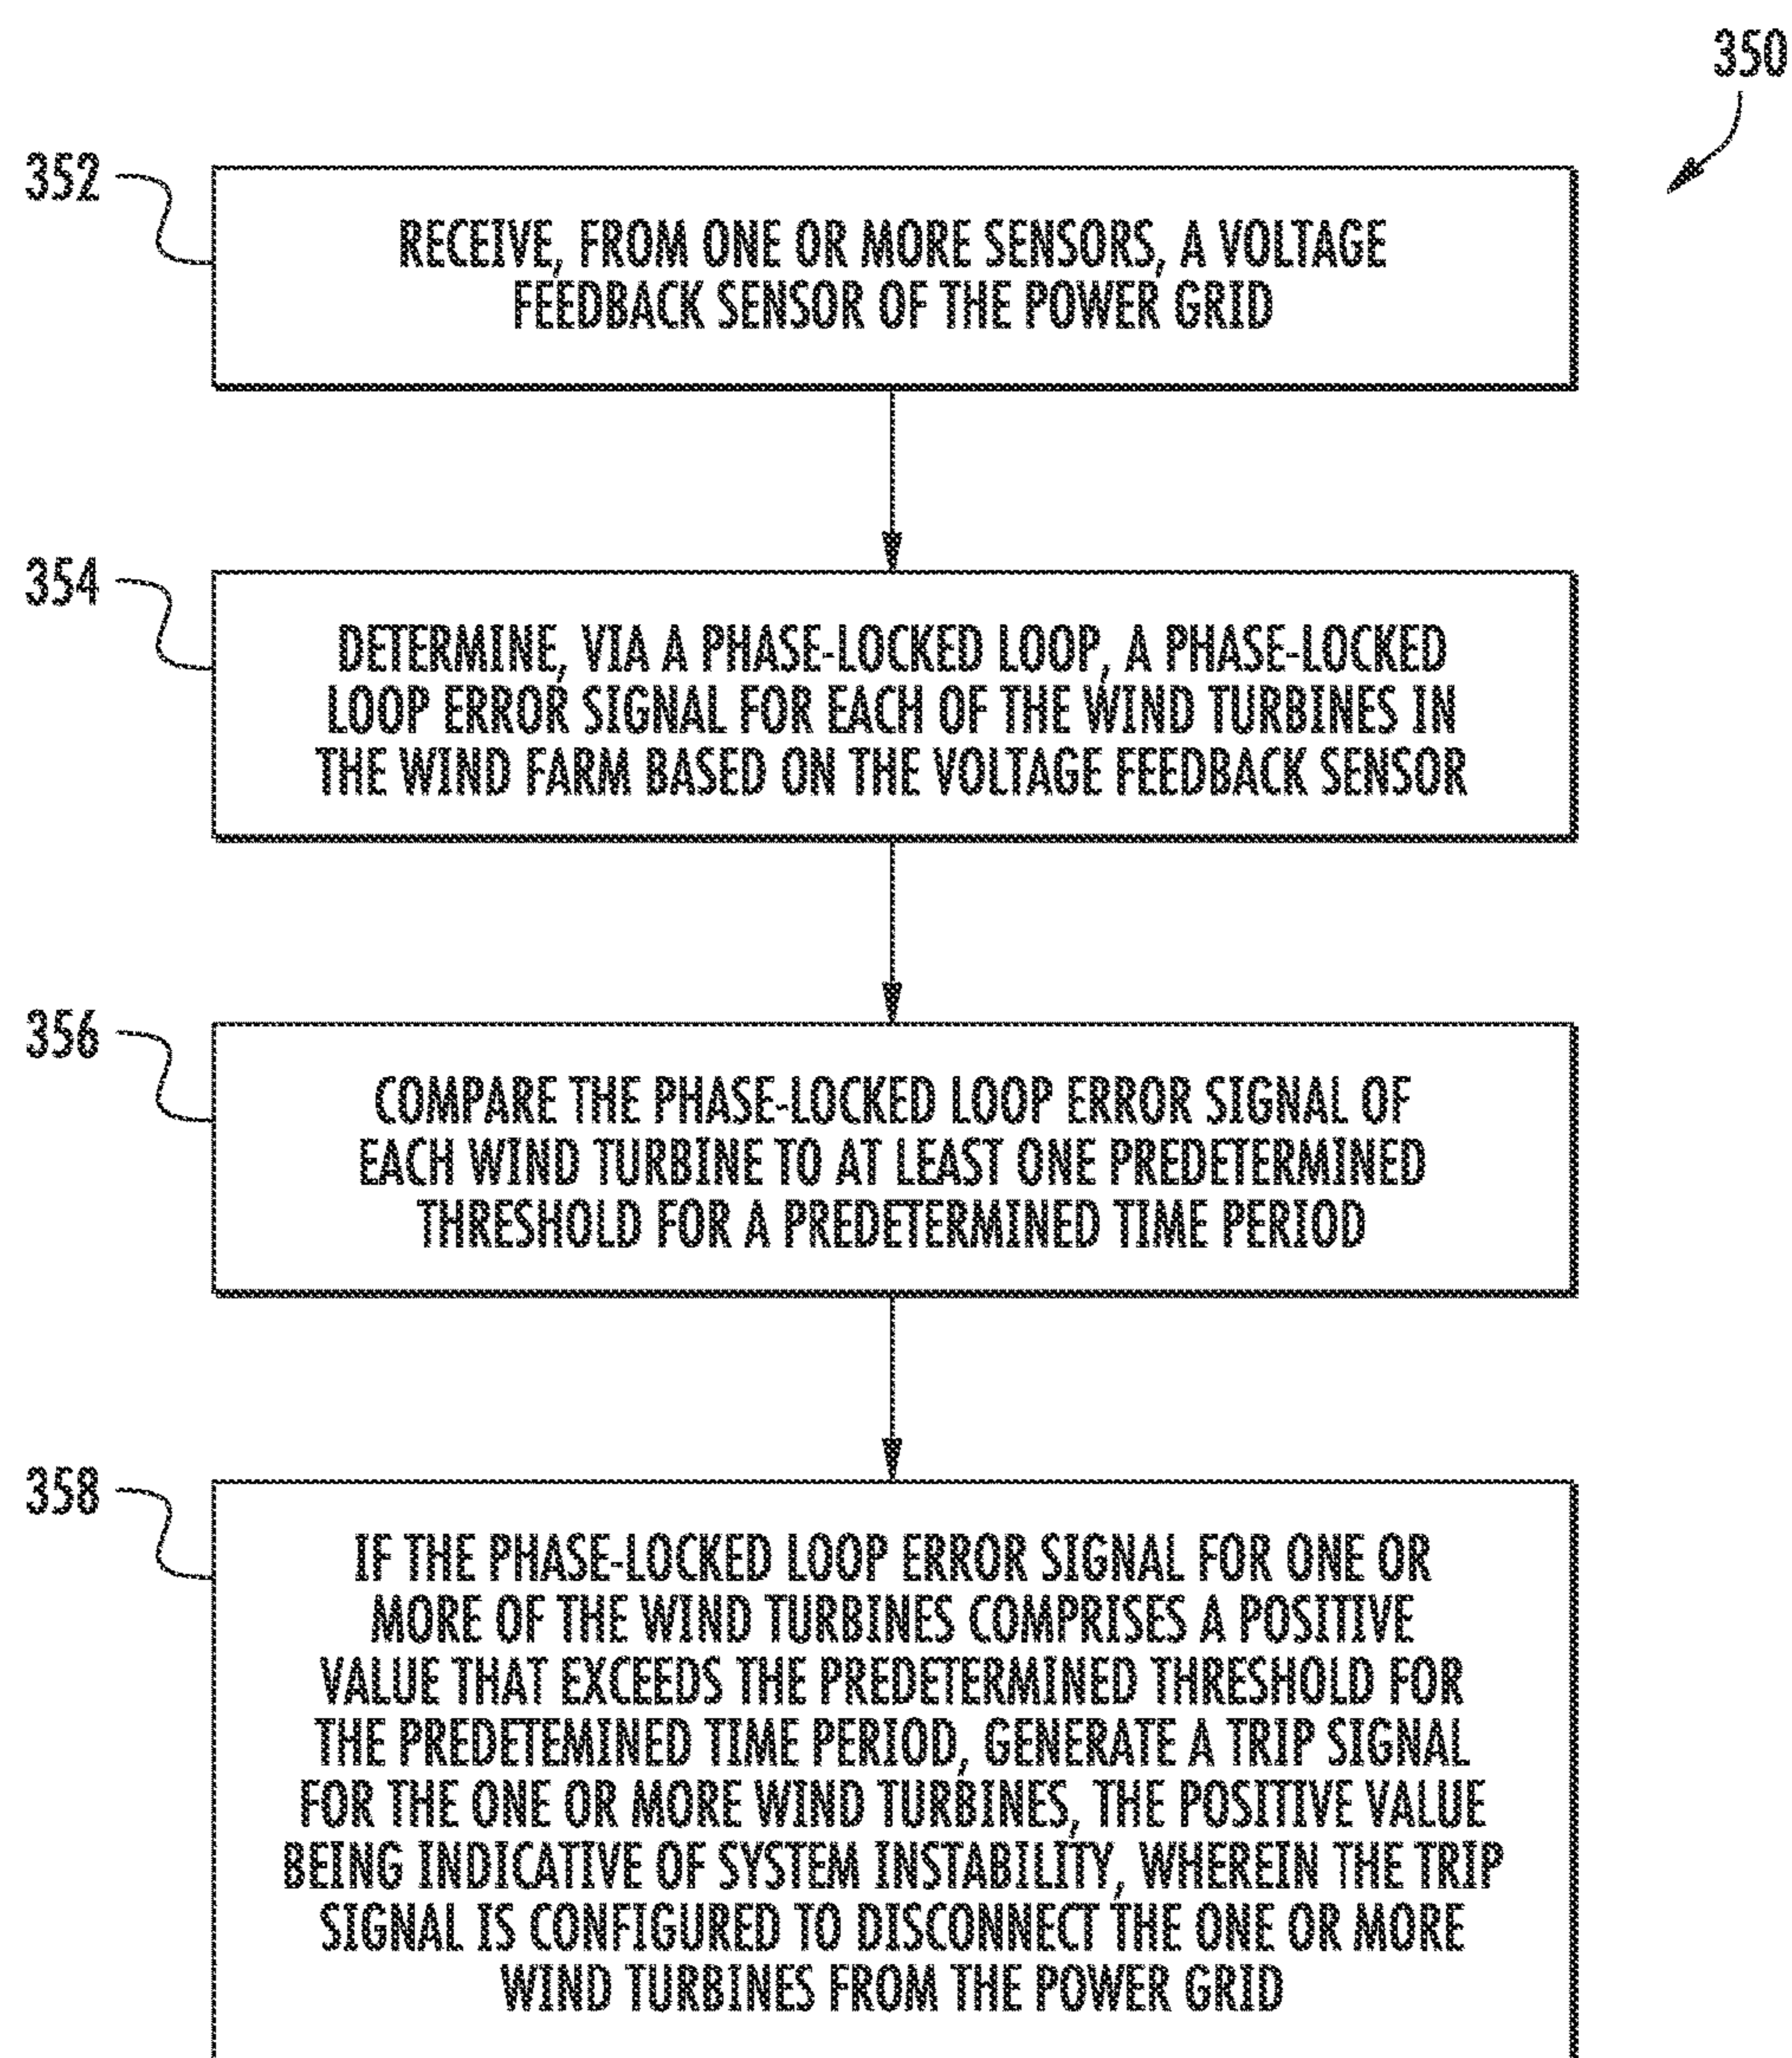 350
352
RECEIVE, FROM ONE OR MORE SENSORS, A VOLTAGE
FEEDBACK SENSOR OF THE POWER GRID
354
DETERMINE, VIA A PHASE-LOCKED LOOP, A PHASE-LOCKED
LOOP ERROR SIGNAL FOR EACH OF THE WIND TURBINES IN
THE WIND FARM BASED ON THE VOLTAGE FEEDBACK SENSOR
356
COMPARE THE PHASE-LOCKED LOOP ERROR SIGNAL OF
EACH WIND TURBINE TO AT LEAST ONE PREDETERMINED
THRESHOLD FOR A PREDETERMINED TIME PERIOD
358
IF THE PHASE-LOCKED LOOP ERROR SIGNAL FOR ONE OR
MORE OF THE WIND TURBINES COMPRISES A POSITIVE
VALUE THAT EXCEEDS THE PREDETERMINED THRESHOLD FOR
THE PREDETEMINED TIME PERIOD, GENERATE A TRIP SIGNAL
FOR THE ONE OR MORE WIND TURBINES, THE POSITIVE VALUE
BEING INDICATIVE OF SYSTEM INSTABILITY, WHEREIN THE TRIP
SIGNAL IS CONFIGURED TO DISCONNECT THE ONE OR MORE
WIND TURBINES FROM THE POWER GRID